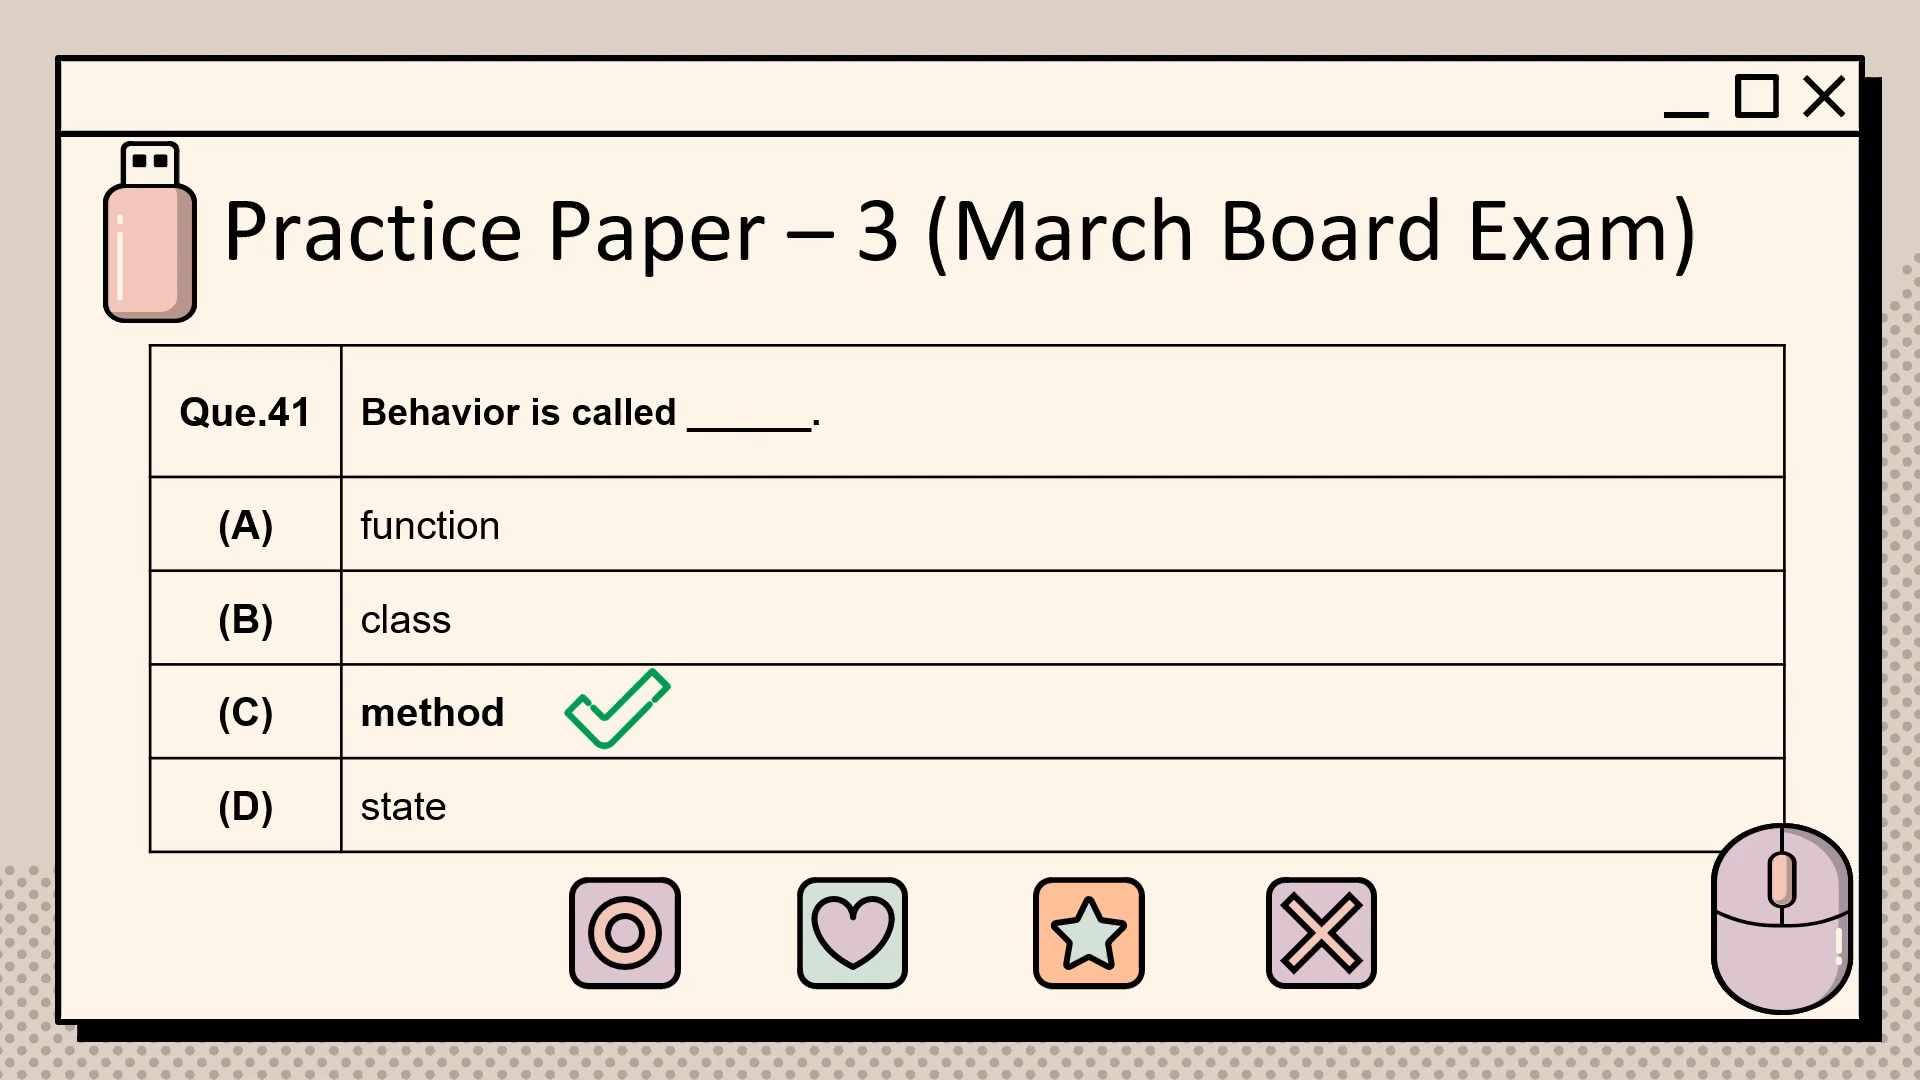 Practice Paper – 3 (March Board Exam)
Que.41 Behavior is called ______.
(A) function
(B) class
(C) method
(D) state